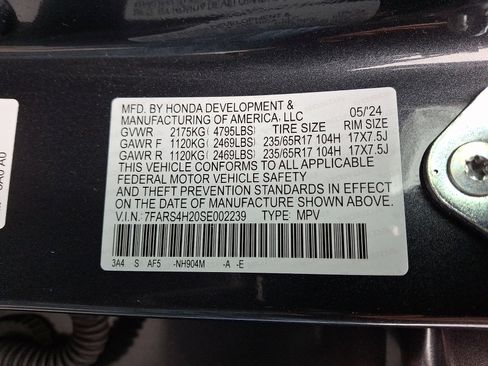 MFD. BY HONDA DEVELOPMENT &
MANUFACTURING OF AMERICA, LLC 05/'24
GVWR 2175KG( 4795LBS) TIRE SIZE RIM SIZE
GAWR F 1120KG( 2469LBS) 235/65R17 104H 17X7.5J
GAWR R 1120KG( 2469LBS) 235/65R17 104H 17X7.5J
THIS VEHICLE CONFORMS TO ALL APPLICABLE
FEDERAL MOTOR VEHICLE SAFETY
AND THEFT PREVENTION STANDARDS IN EFFECT
ON THE DATE OF MANUFACTURE SHOWN ABOVE.
V.I.N: 7FARS4H20SE002239 TYPE: MPV
3A4 S AF5 -NH904M -A -E